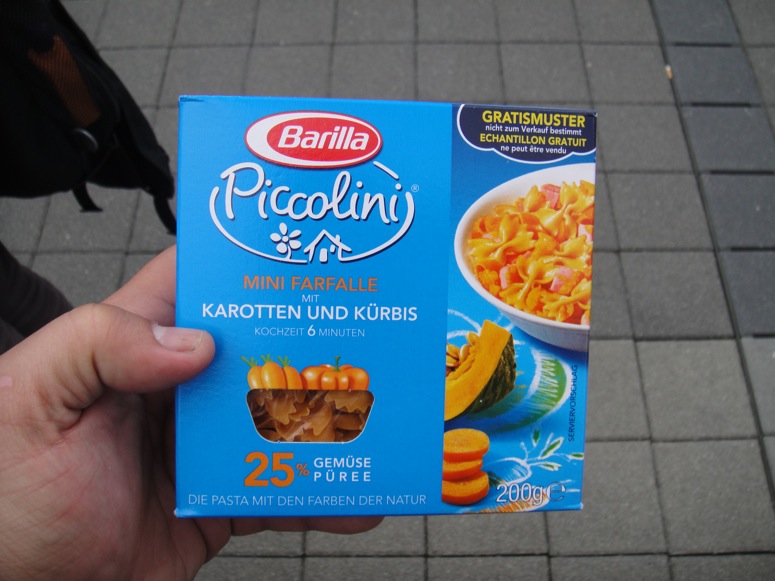 Barilla
Piccolini®
MINI FARFALLE
MIT
KAROTTEN UND KÜRBIS
KOCHZEIT 6 MINUTEN
25% GEMÜSE
PÜREE
DIE PASTA MIT DEN FARBEN DER NATUR
GRATISMUSTER
nicht zum Verkauf bestimmt
ECHANTILLON GRATUIT
ne peut être vendu
SERVIERVORSCHLAG
200g e